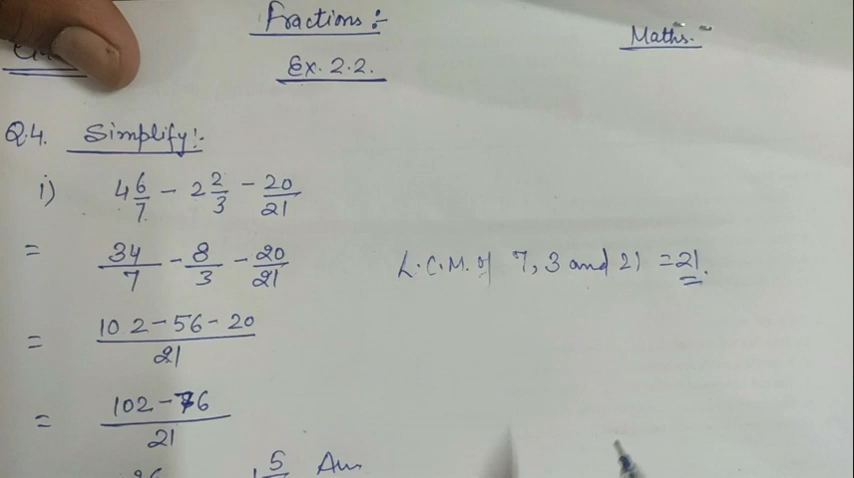 Fractions:-
Maths.-
Ex. 2.2.
Q.4. Simplify:-
i) 4 6/7 - 2 2/3 - 20/21
= 34/7 - 8/3 - 20/21 L.C.M. of 7, 3 and 21 = 21.
= 102-56-20/21
= 102-76/21
1 5 Ans